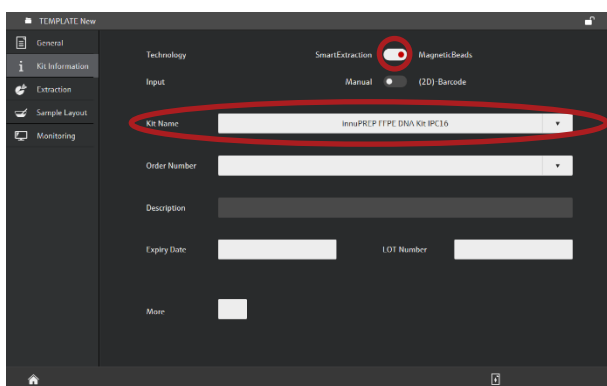 TEMPLATE New
General
Kit Information
Extraction
Sample Layout
Monitoring
Technology SmartExtraction MagneticBeads
Input Manual (2D)-Barcode
Kit Name innuPREP FFPE DNA Kit IPC16
Order Number
Description
Expiry Date LOT Number
More